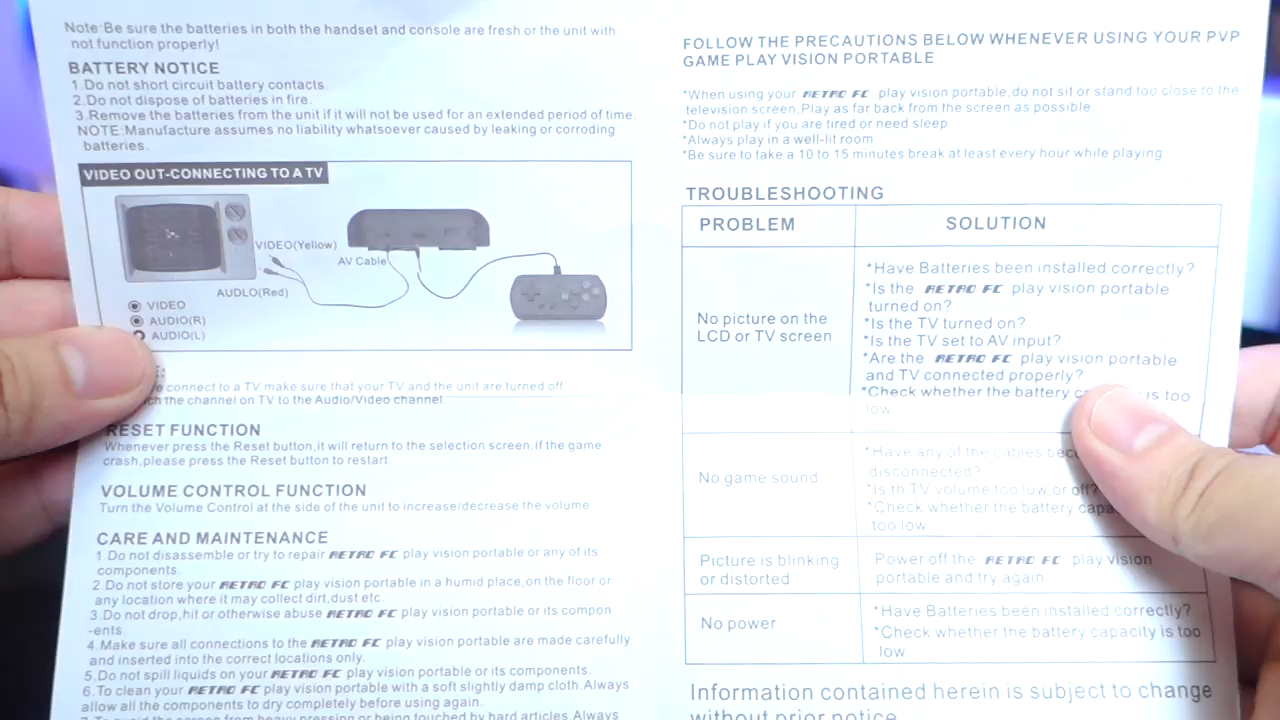 Note:Be sure the batteries in both the handset and console are fresh or the unit with
not function properly!
BATTERY NOTICE
1.Do not short circuit battery contacts.
2.Do not dispose of batteries in fire.
3.Remove the batteries from the unit if it will not be used for an extended period of time.
NOTE:Manufacture assumes no liability whatsoever caused by leaking or corroding
batteries.
VIDEO OUT-CONNECTING TO A TV
VIDEO(Yellow)
AV Cable
AUDLO(Red)
VIDEO
AUDIO(R)
AUDIO(L)
E:
connect to a TV,make sure that your TV and the unit are turned off
the channel on TV to the Audio/Video channel
RESET FUNCTION
Whenever press the Reset button,it will return to the selection screen.If the game
crash,please press the Reset button to restart.
VOLUME CONTROL FUNCTION
Turn the Volume Control at the side of the unit to increase/decrease the volume
CARE AND MAINTENANCE
1.Do not disassemble or try to repair RETRO FC play vision portable or any of its
components.
2.Do not store your RETRO FC play vision portable in a humid place,on the floor or
any location where it may collect dirt,dust etc.
3.Do not drop,hit or otherwise abuse RETRO FC play vision portable or its compon
-ents.
4.Make sure all connections to the RETRO FC play vision portable are made carefully
and inserted into the correct locations only.
5.Do not spill liquids on your RETRO FC play vision portable or its components.
6.To clean your RETRO FC play vision portable with a soft slightly damp cloth.Always
allow all the components to dry completely before using again.
7.To avoid the screen from heavy pressing or being touched by hard articles.Always
FOLLOW THE PRECAUTIONS BELOW WHENEVER USING YOUR PVP
GAME PLAY VISION PORTABLE
*When using your RETRO FC play vision portable,do not sit or stand too close to the
television screen.Play as far back from the screen as possible.
*Do not play if you are tired or need sleep.
*Always play in a well-lit room
*Be sure to take a 10 to 15 minutes break at least every hour while playing.
TROUBLESHOOTING
PROBLEM SOLUTION
No picture on the
LCD or TV screen
*Have Batteries been installed correctly?
*Is the RETRO FC play vision portable
turned on?
*Is the TV turned on?
*Is the TV set to AV input?
*Are the RETRO FC play vision portable
and TV connected properly?
*Check whether the battery is too
low.
No game sound
*Have any of the cables
disconnected?
*Is th TV volume too low,or off?
*Check whether the battery
too low
Picture is blinking
or distorted
Power off the RETRO FC play vision
portable and try again
No power
*Have Batteries been installed correctly?
*Check whether the battery capacity is too
low
Information contained herein is subject to change
without prior notice